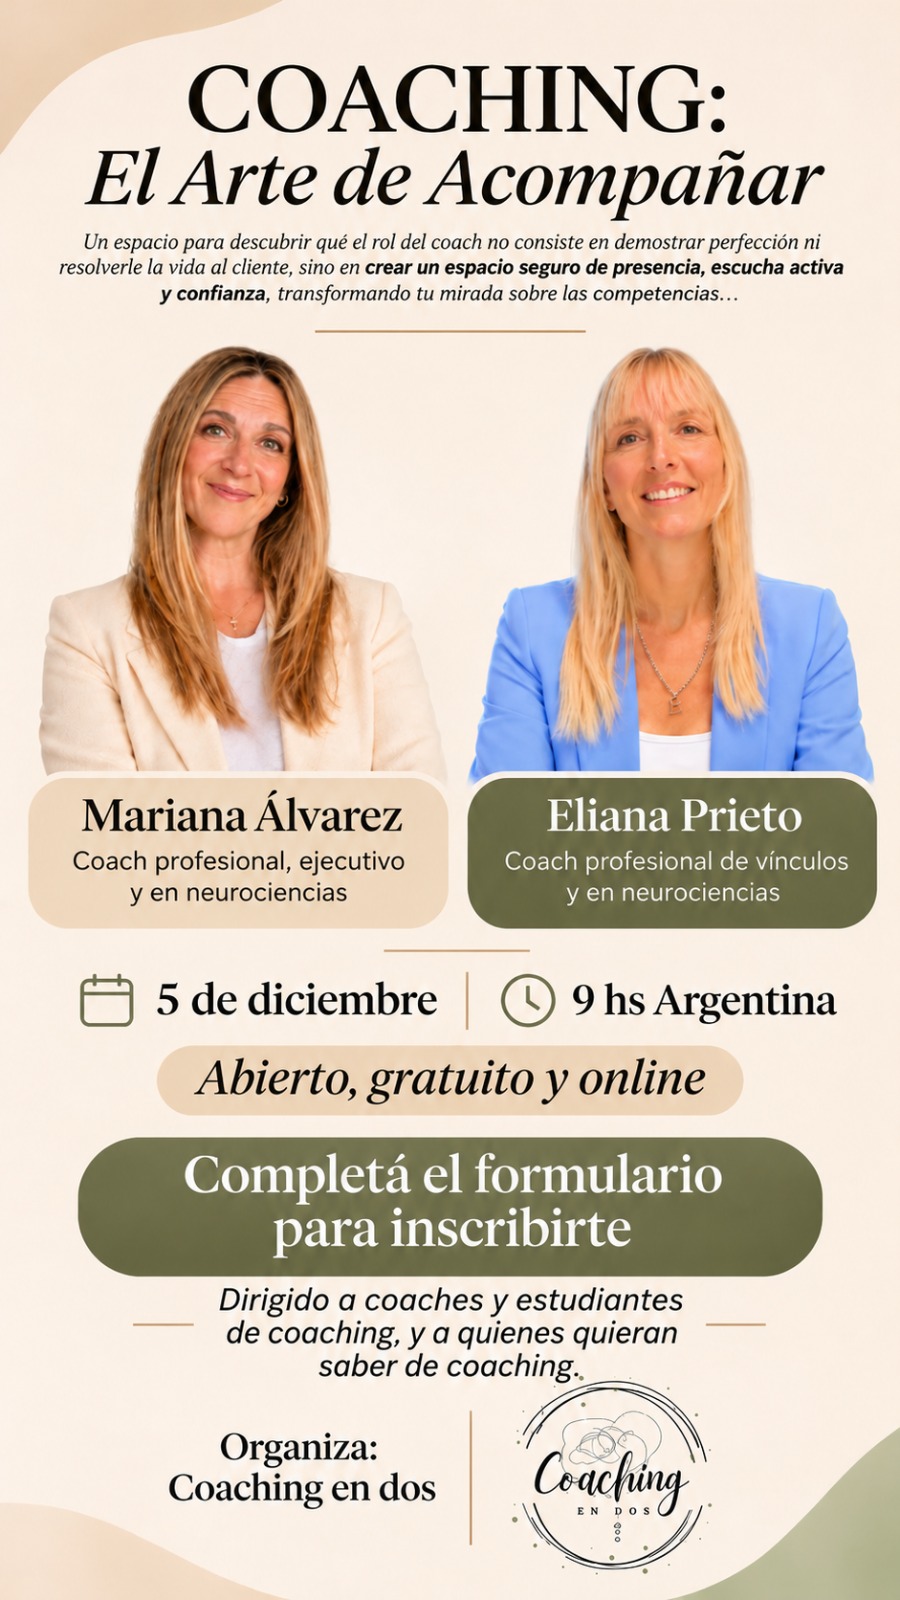 COACHING:
El Arte de Acompañar
Un espacio para descubrir qué el rol del coach no consiste en demostrar perfección ni
resolverle la vida al cliente, sino en crear un espacio seguro de presencia, escucha activa
y confianza, transformando tu mirada sobre las competencias...
Mariana Álvarez
Coach profesional, ejecutivo
y en neurociencias
Eliana Prieto
Coach profesional de vínculos
y en neurociencias
5 de diciembre
9 hs Argentina
Abierto, gratuito y online
Completá el formulario
para inscribirte
Dirigido a coaches y estudiantes
de coaching, y a quienes quieran
saber de coaching.
Organiza:
Coaching en dos
Coaching
EN DOS